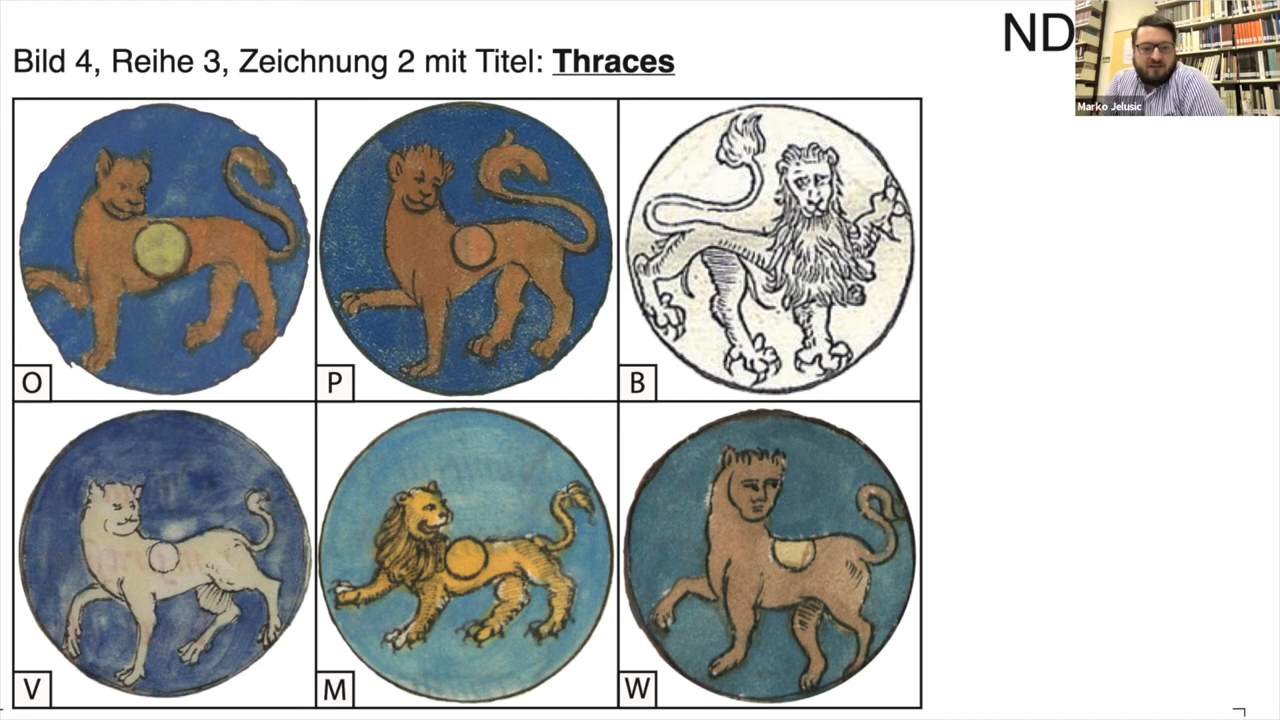 ND
Bild 4, Reihe 3, Zeichnung 2 mit Titel: Thraces
Marko Jelusic
O
P
B
V
M
W